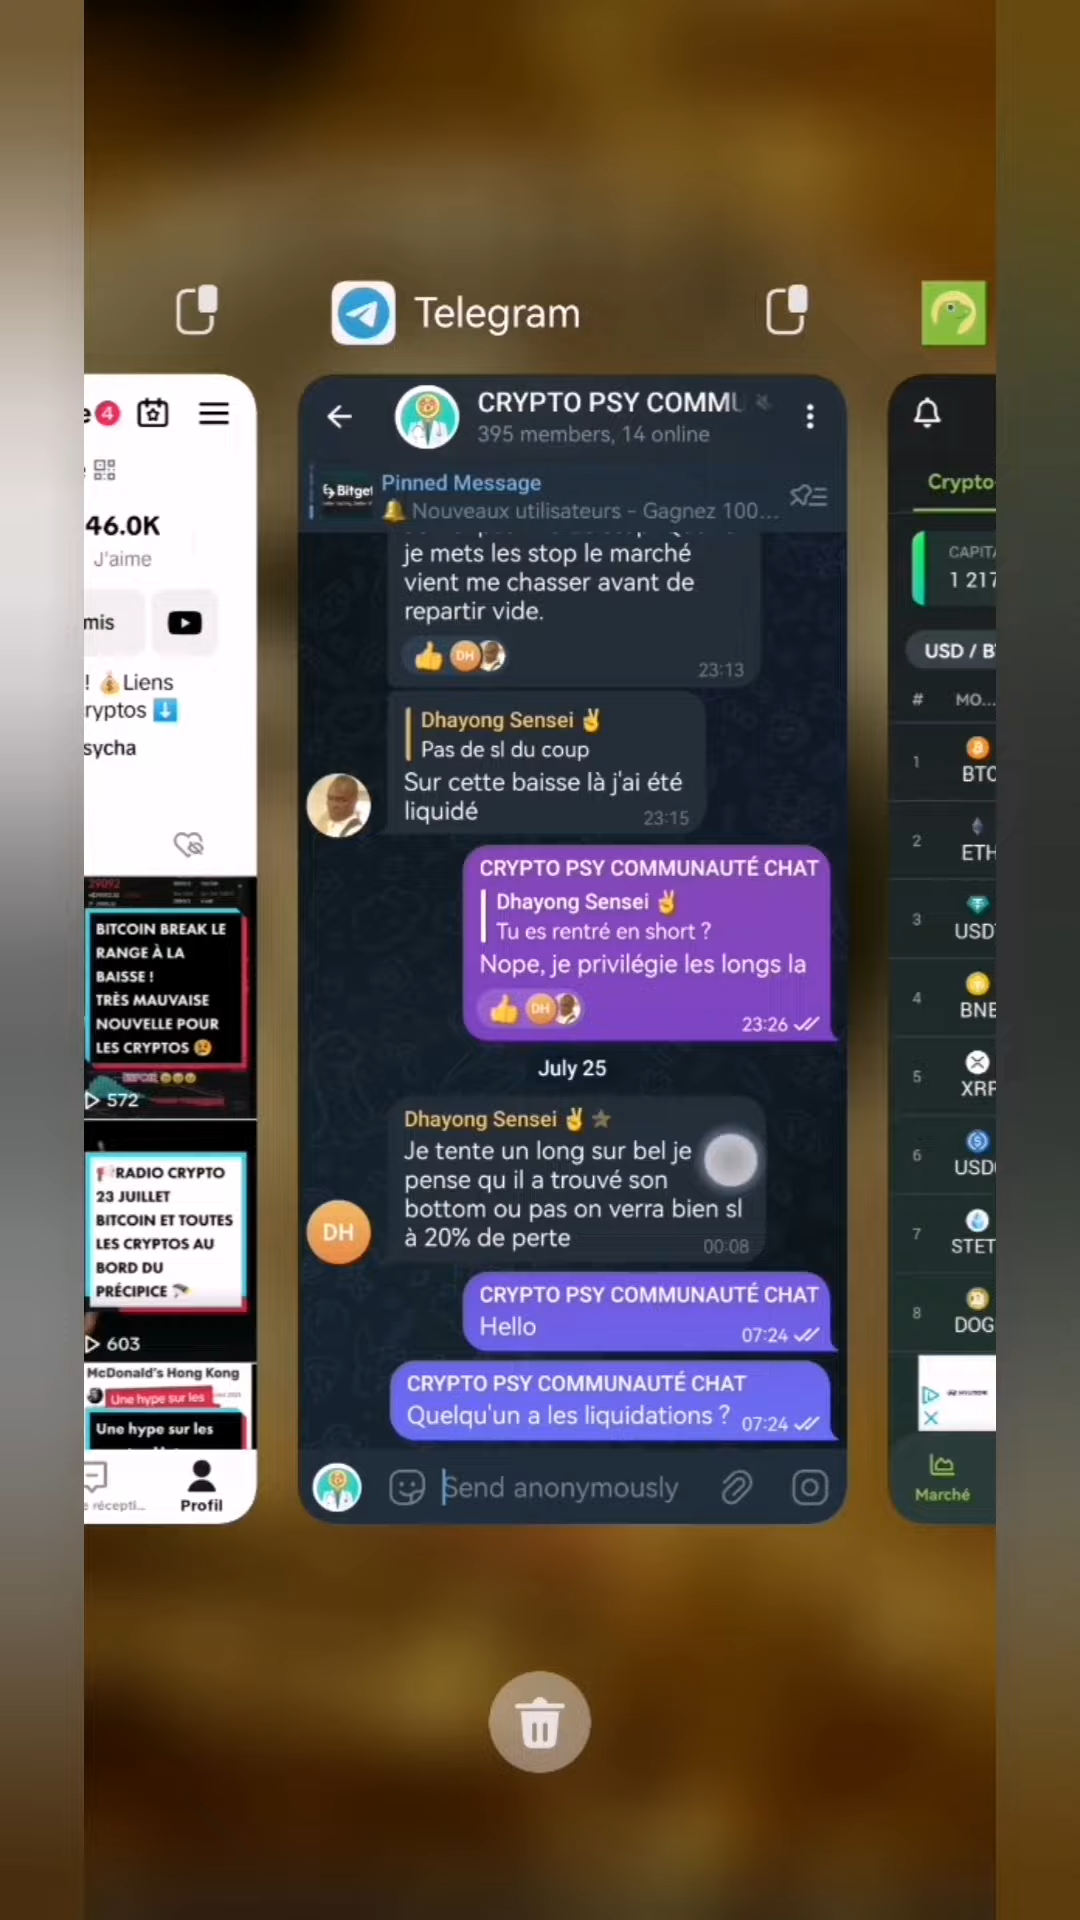 Telegram
4
46.0K
J'aime
mis
! 💰Liens
ryptos ⬇️
sycha
29092
BITCOIN BREAK LE
RANGE À LA
BAISSE !
TRÈS MAUVAISE
NOUVELLE POUR
LES CRYPTOS 😢
572
RADIO CRYPTO
23 JUILLET
BITCOIN ET TOUTES
LES CRYPTOS AU
BORD DU
PRÉCIPICE
603
McDonald's Hong Kong
Une hype sur les
Une hype sur les
e récepti...
Profil
CRYPTO PSY COMMU
395 members, 14 online
Bitget
Pinned Message
🔔 Nouveaux utilisateurs - Gagnez 100...
je mets les stop le marché
vient me chasser avant de
repartir vide.
👍 DH
23:13
Dhayong Sensei ✌️
Pas de sl du coup
Sur cette baisse là j'ai été
liquidé
23:15
CRYPTO PSY COMMUNAUTÉ CHAT
Dhayong Sensei ✌️
Tu es rentré en short ?
Nope, je privilégie les longs la
👍 DH
23:26
July 25
Dhayong Sensei ✌️
Je tente un long sur bel je
pense qu il a trouvé son
bottom ou pas on verra bien sl
à 20% de perte
00:08
DH
CRYPTO PSY COMMUNAUTÉ CHAT
Hello
07:24
CRYPTO PSY COMMUNAUTÉ CHAT
Quelqu'un a les liquidations ?
07:24
Send anonymously
Crypto
CAPITA
1 217
USD / B
# MO...
1 BTC
2 ETH
3 USD
4 BNB
5 XRP
6 USD
7 STET
8 DOG
Marché